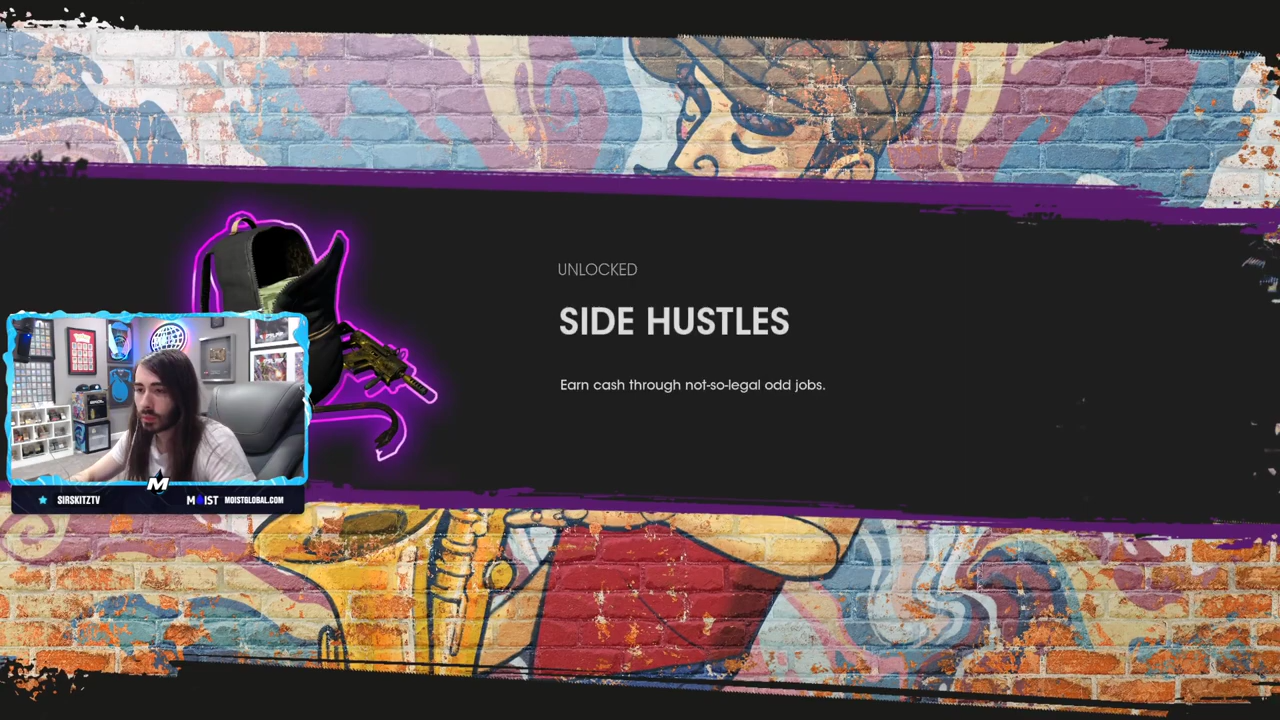 UNLOCKED
SIDE HUSTLES
Earn cash through not-so-legal odd jobs.
M
SIRSKITZTV
MOIST
MOISTGLOBAL.COM